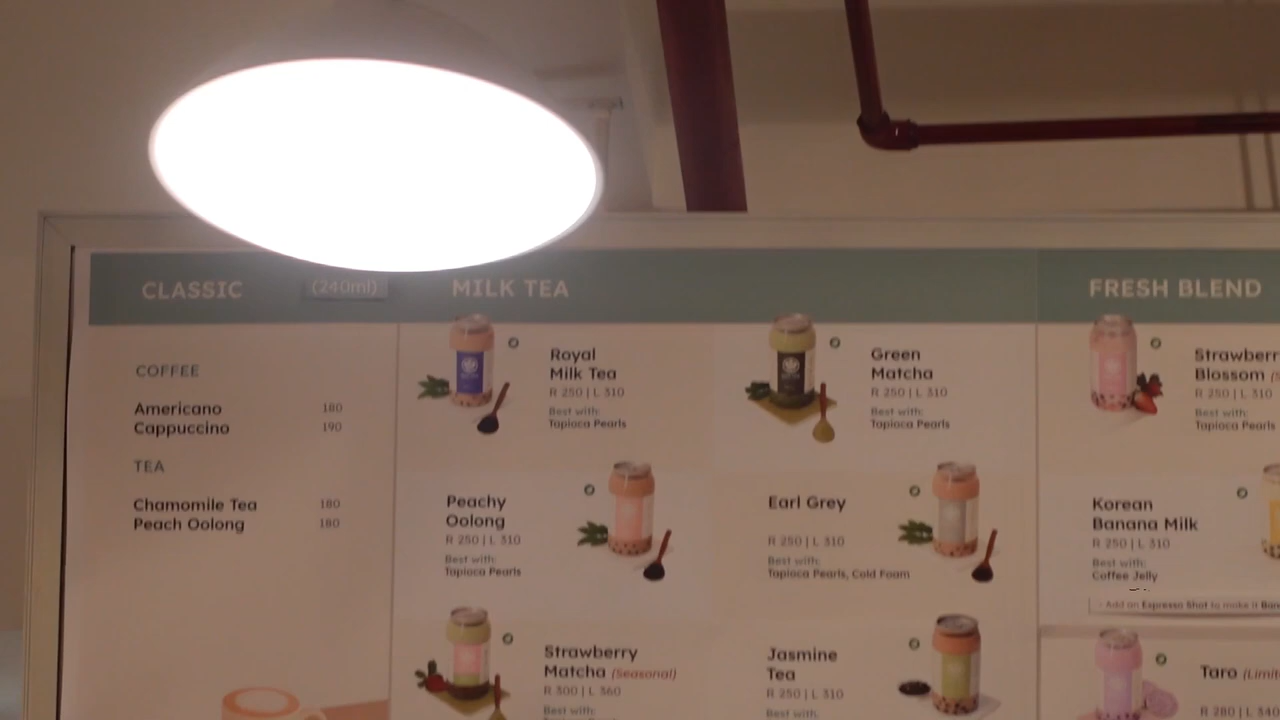 CLASSIC (240ml)
COFFEE
Americano 180
Cappuccino 190
TEA
Chamomile Tea 180
Peach Oolong 180
MILK TEA
Royal
Milk Tea
R 250 | L 310
Best with:
Tapioca Pearls
Green
Matcha
R 250 | L 310
Best with:
Tapioca Pearls
Peachy
Oolong
R 250 | L 310
Best with:
Tapioca Pearls
Earl Grey
R 250 | L 310
Best with:
Tapioca Pearls, Cold Foam
Strawberry
Matcha (Seasonal)
R 300 | L 360
Best with:
Jasmine
Tea
R 250 | L 310
Best with:
FRESH BLEND
Blossom
R 250 | L 310
Best with:
Tapioca Pearls
Korean
Banana Milk
R 250 | L 310
Best with:
Coffee Jelly
- Add an Espresso Shot to make it
Taro
R 280 | L 340